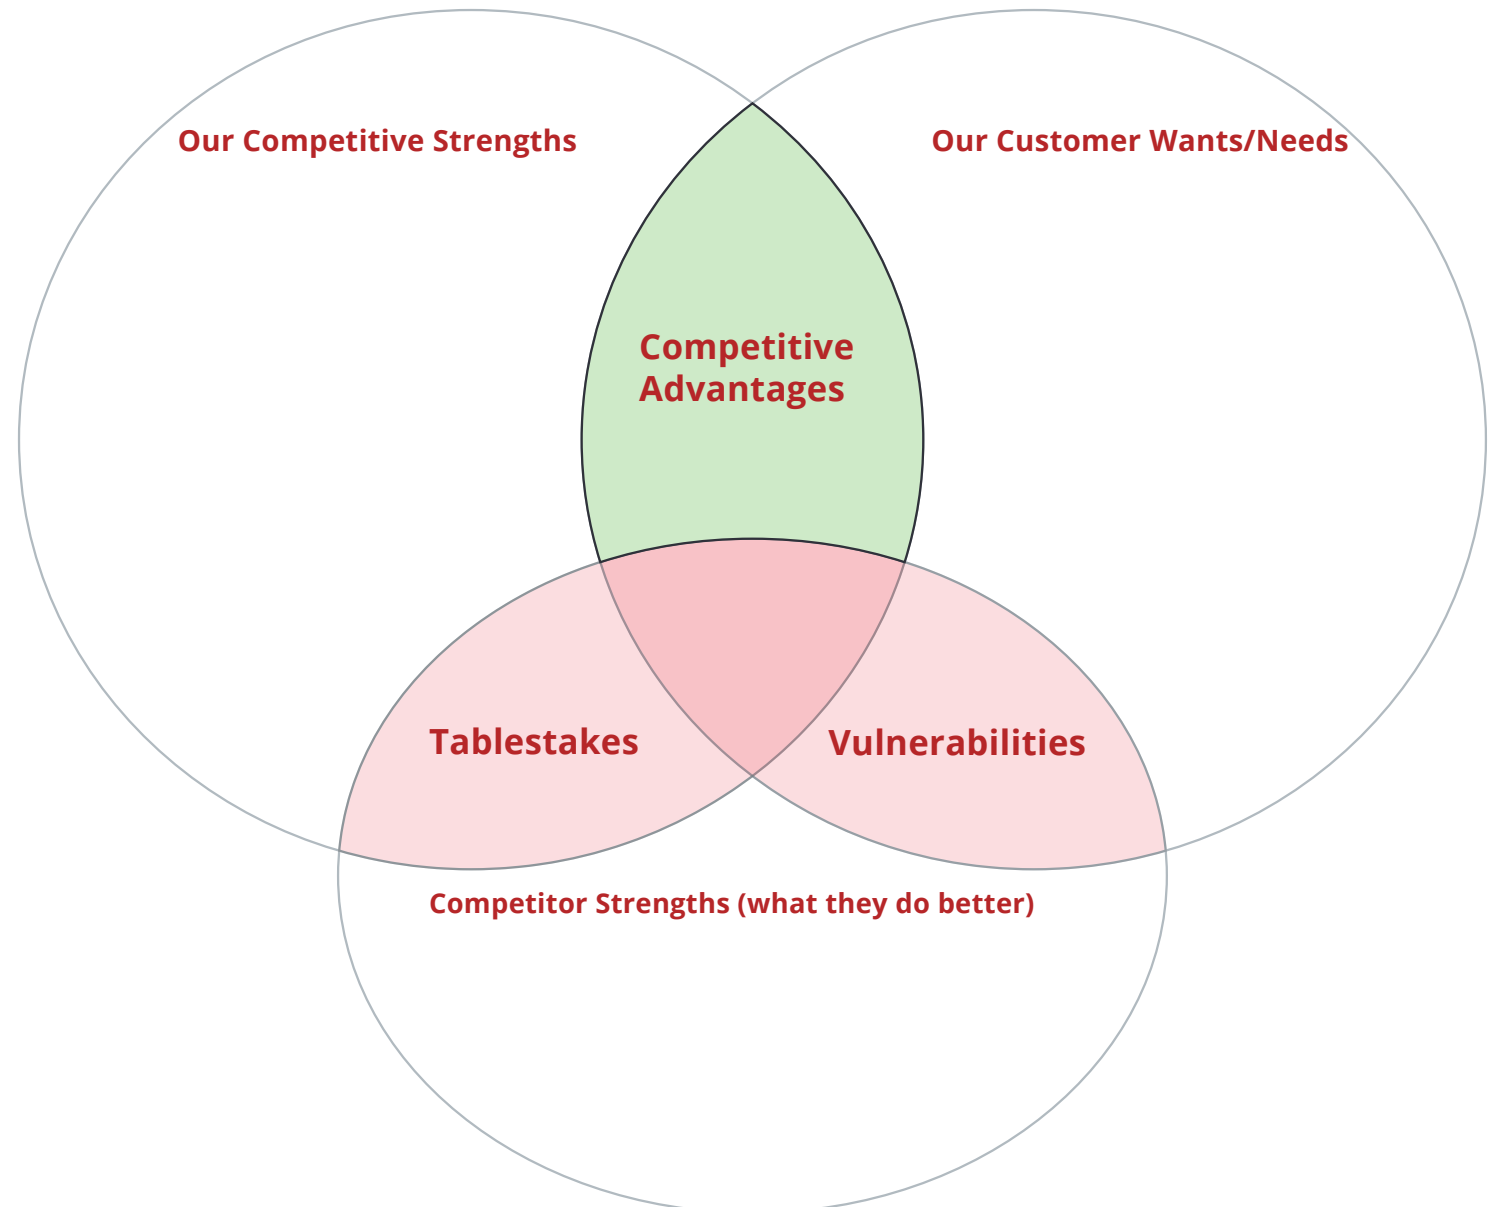 Our Competitive Strengths
Our Customer Wants/Needs
Competitive
Advantages
Tablestakes
Vulnerabilities
Competitor Strengths (what they do better)